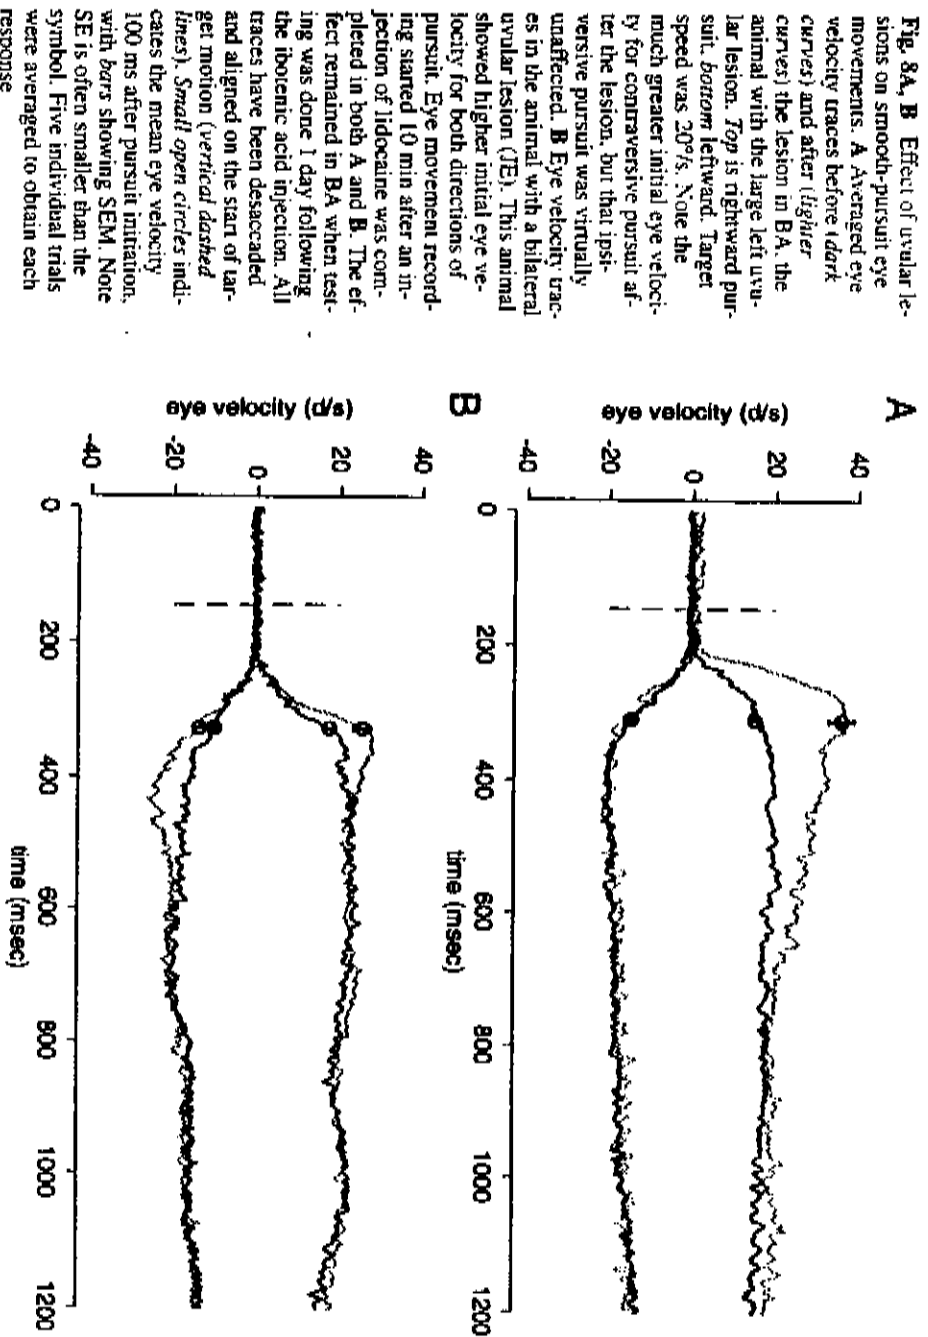 Fig. 8A, B Effect of uvular le-
sions on smooth-pursuit eye
movements. A Averaged eye
velocity traces before (dark
curves) and after (lighter
curves) the lesion in BA, the
animal with the large left uvu-
lar lesion. Top is rightward pur-
suit, bottom leftward. Target
speed was 20°/s. Note the
much greater initial eye veloci-
ty for contraversive pursuit af-
ter the lesion, but that ipsi-
versive pursuit was virtually
unaffected. B Eye velocity trac-
es in the animal with a bilateral
uvular lesion (JE). This animal
showed higher initial eye ve-
locity for both directions of
pursuit. Eye movement record-
ing started 10 min after an in-
jection of lidocaine was com-
pleted in both A and B. The ef-
fect remained in BA when test-
ing was done 1 day following
the ibotenic acid injection. All
traces have been desaccaded
and aligned on the start of tar-
get motion (vertical dashed
lines). Small open circles indi-
cates the mean eye velocity
100 ms after pursuit initiation,
with bars showing SEM. Note
SE is often smaller than the
symbol. Five individual trials
were averaged to obtain each
response
A
eye velocity (d/s)
40
20
0
-20
-40
0 200 400 600 800 1000 1200
time (msec)
B
eye velocity (d/s)
40
20
0
-20
-40
0 200 400 600 800 1000 1200
time (msec)